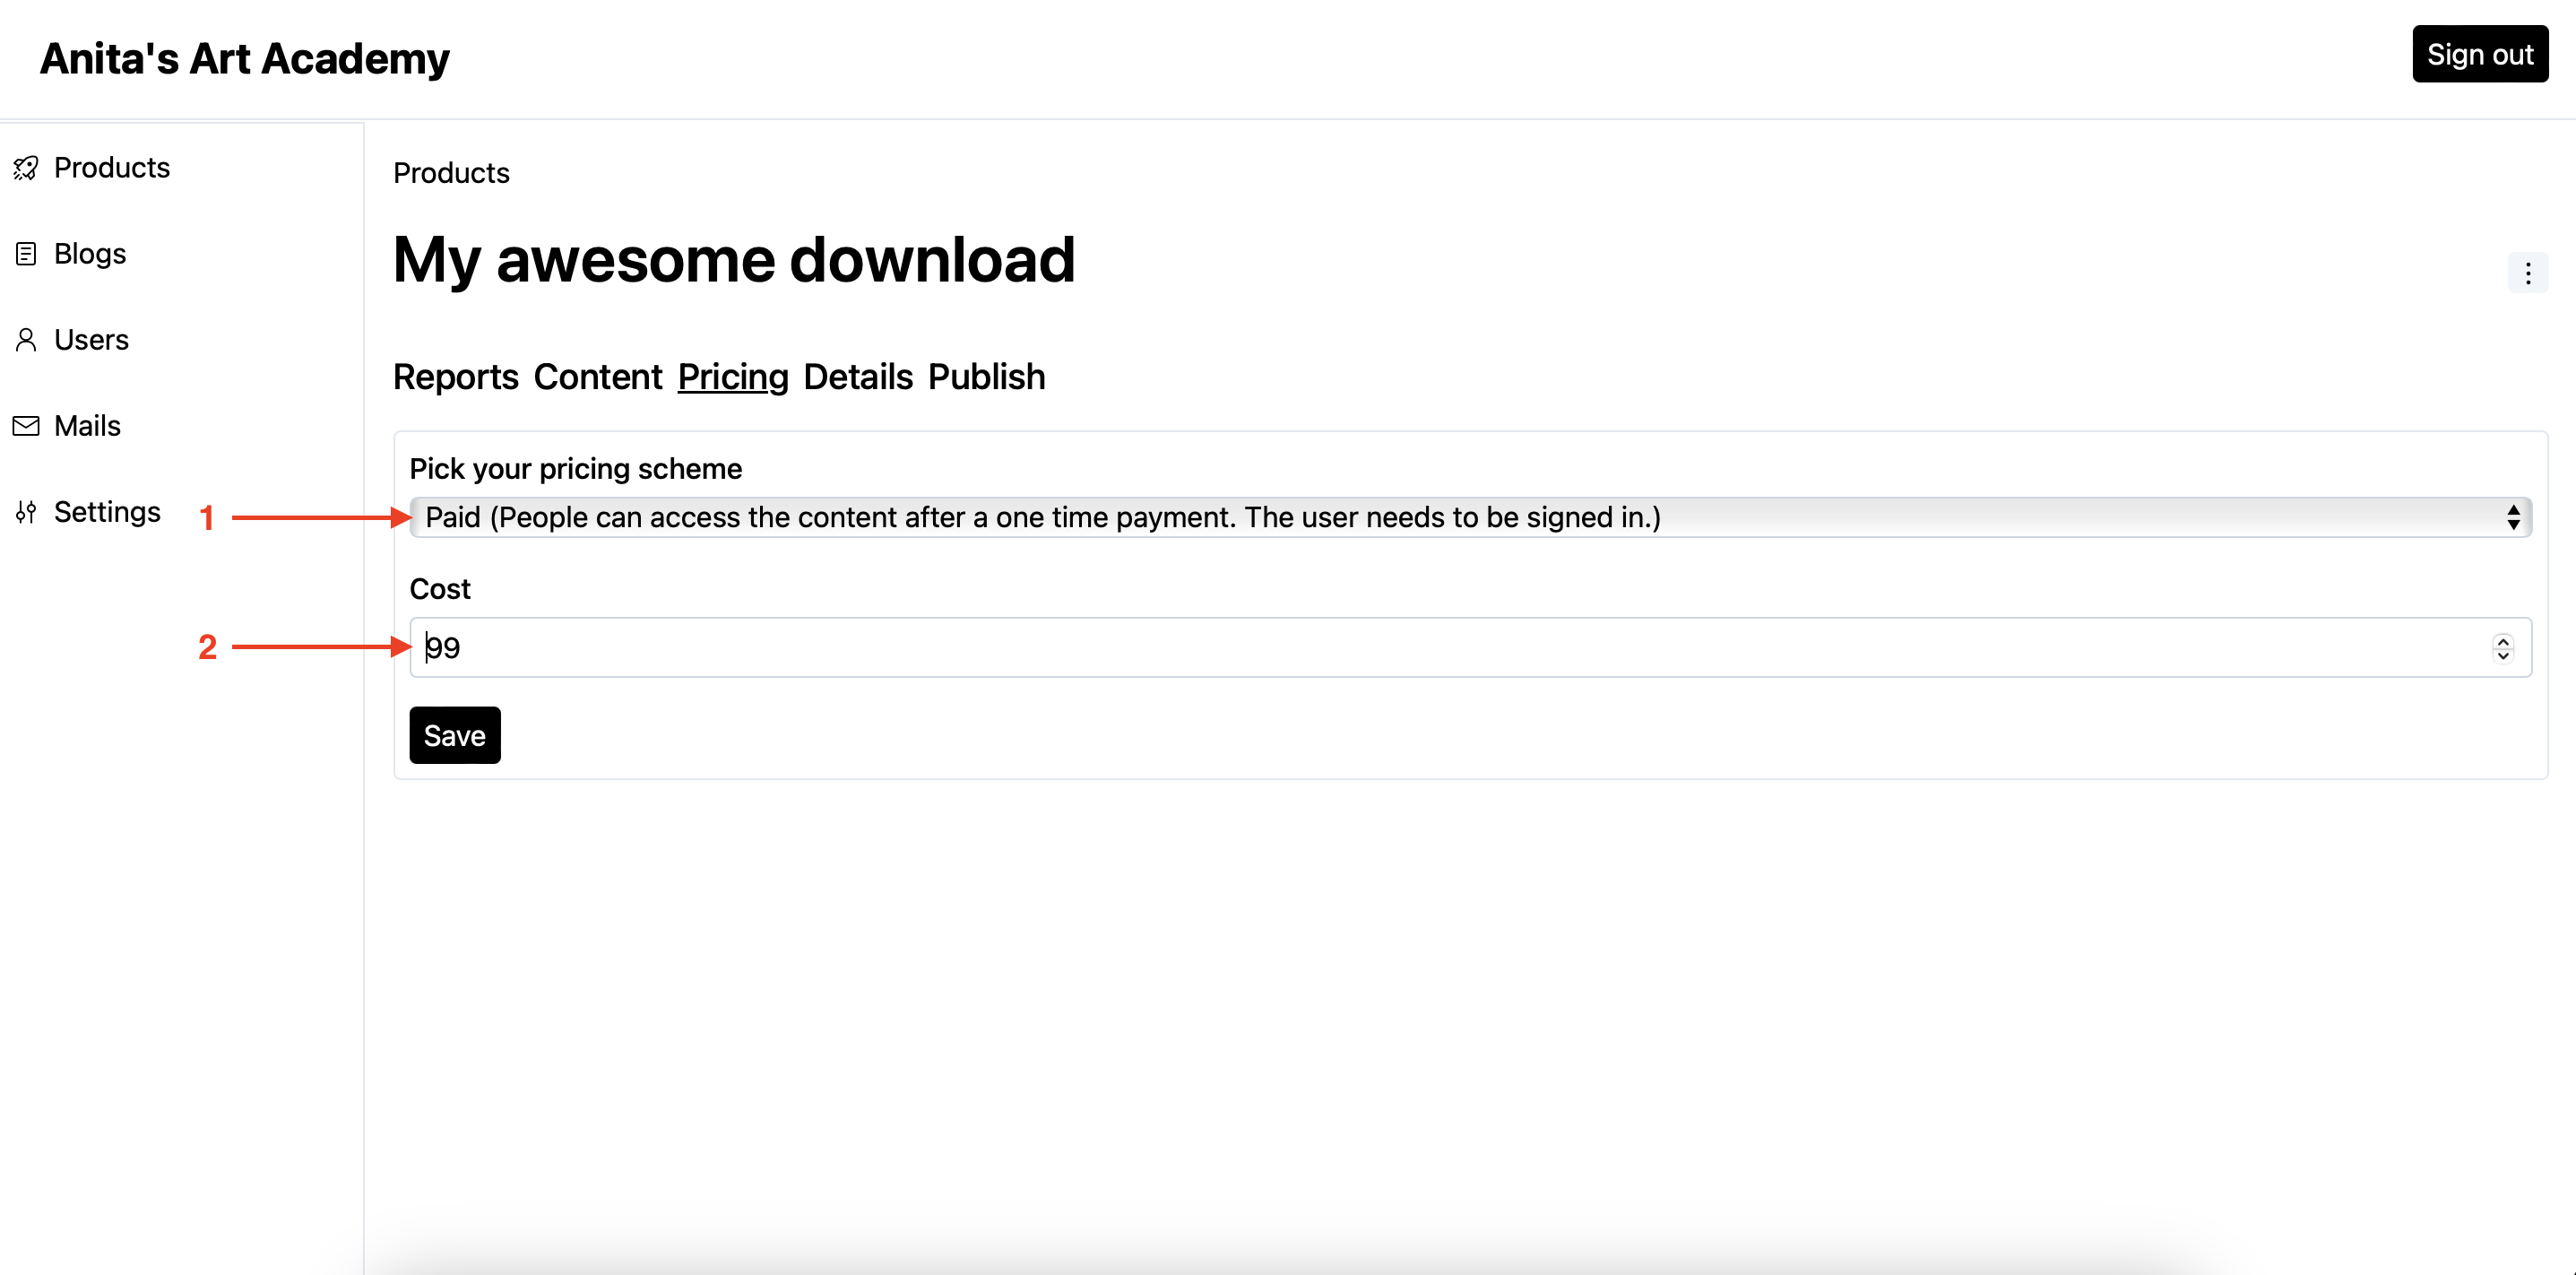 Anita's Art Academy
Sign out
Products
Blogs
Users
Mails
Settings
Products
My awesome download
Reports Content Pricing Details Publish
Pick your pricing scheme
1
Paid (People can access the content after a one time payment. The user needs to be signed in.)
Cost
2
99
Save